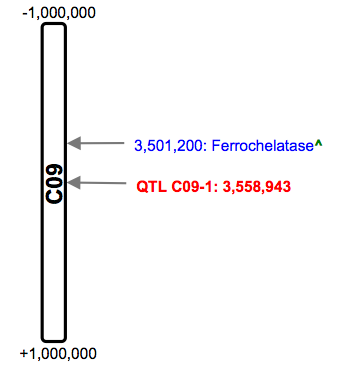 -1,000,000
3,501,200: Ferrochelatase^
C09
QTL C09-1: 3,558,943
+1,000,000